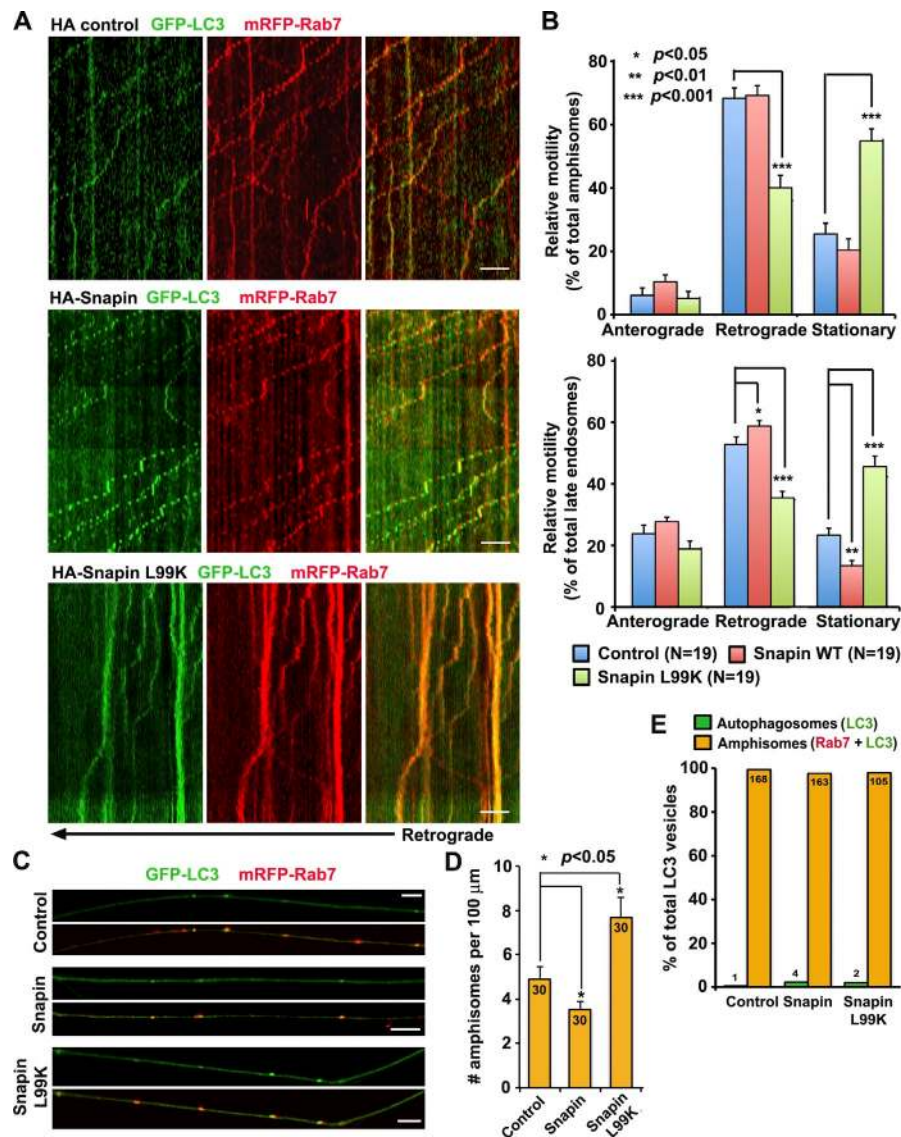 A
HA control GFP-LC3 mRFP-Rab7
HA-Snapin GFP-LC3 mRFP-Rab7
HA-Snapin L99K GFP-LC3 mRFP-Rab7
Retrograde
B
* p<0.05
** p<0.01
*** p<0.001
Relative motility
(% of total amphisomes)
80
60
40
20
0
***
***
Anterograde Retrograde Stationary
Relative motility
(% of total late endosomes)
80
60
40
20
0
*
***
**
***
Anterograde Retrograde Stationary
Control (N=19) Snapin WT (N=19)
Snapin L99K (N=19)
C
GFP-LC3 mRFP-Rab7
Control
Snapin
Snapin
L99K
D
* p<0.05
# amphisomes per 100 μm
10
8
6
4
2
0
30
*
30
*
30
Control
Snapin
Snapin
L99K
E
Autophagosomes (LC3)
Amphisomes (Rab7 + LC3)
% of total LC3 vesicles
100
80
60
40
20
0
1
168
4
163
2
105
Control Snapin Snapin
L99K